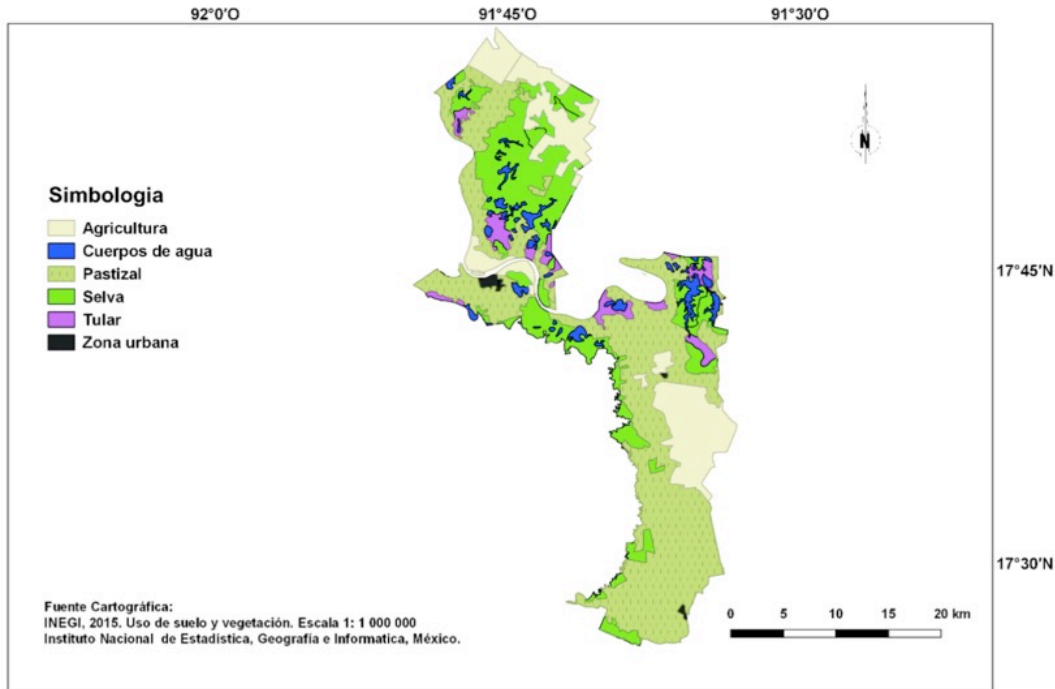 92°0'O 91°45'O 91°30'O
N
Simbologia
Agricultura
Cuerpos de agua
Pastizal
Selva
Tular
Zona urbana
17°45'N
17°30'N
Fuente Cartográfica:
INEGI, 2015. Uso de suelo y vegetación. Escala 1: 1 000 000
Instituto Nacional de Estadistica, Geografía e Informatica, México.
0 5 10 15 20 km